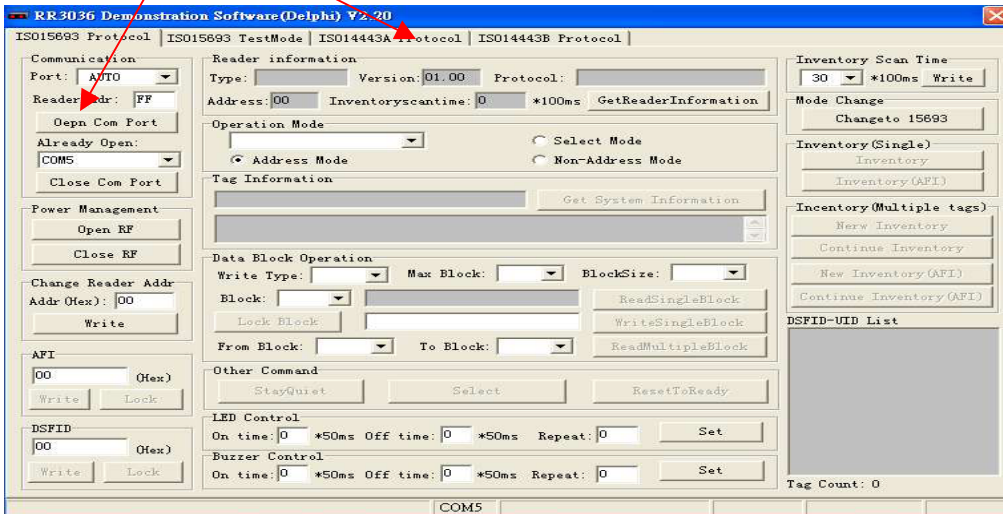 RR3036 Demonstration Software(Delphi) V2.20
ISO15693 Protocol ISO15693 TestMode ISO14443A Protocol ISO14443B Protocol
Communication
Port: AUTO
Reader Addr: FF
Oepn Com Port
Already Open:
COM5
Close Com Port
Power Management
Open RF
Close RF
Change Reader Addr
Addr(Hex): 00
Write
AFI
00 (Hex)
Write Lock
DSFID
00 (Hex)
Write Lock
Reader information
Type: Version: 01.00 Protocol:
Address: 00 Inventoryscantime: 0 *100ms GetReaderInformation
Operation Mode
Select Mode
Address Mode Non-Address Mode
Tag Information
Get System Information
Data Block Operation
Write Type: Max Block: BlockSize:
Block: ReadSingleBlock
Lock Block WriteSingleBlock
From Block: To Block: ReadMultipleBlock
Other Command
StayQuiet Select ResetToReady
LED Control
On time: 0 *50ms Off time: 0 *50ms Repeat: 0 Set
Buzzer Control
On time: 0 *50ms Off time: 0 *50ms Repeat: 0 Set
Inventory Scan Time
30 *100ms Write
Mode Change
Changeto 15693
Inventory(Single)
Inventory
Inventory(AFI)
Incentory(Multiple tags)
Nerw Inventory
Continue Inventory
New Inventory(AFI)
Continue Inventory(AFI)
DSFID-UID List
Tag Count: 0
COM5